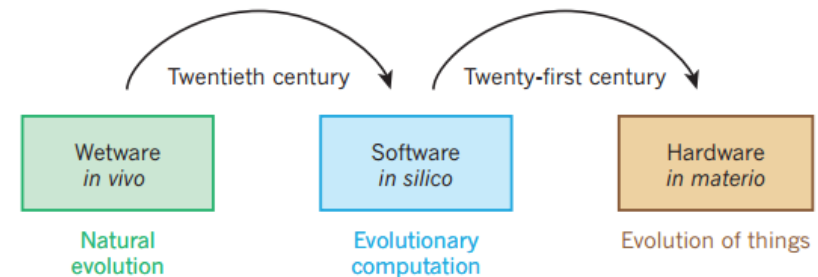 Twentieth century
Twenty-first century
Wetware
in vivo
Software
in silico
Hardware
in materio
Natural
evolution
Evolutionary
computation
Evolution of things